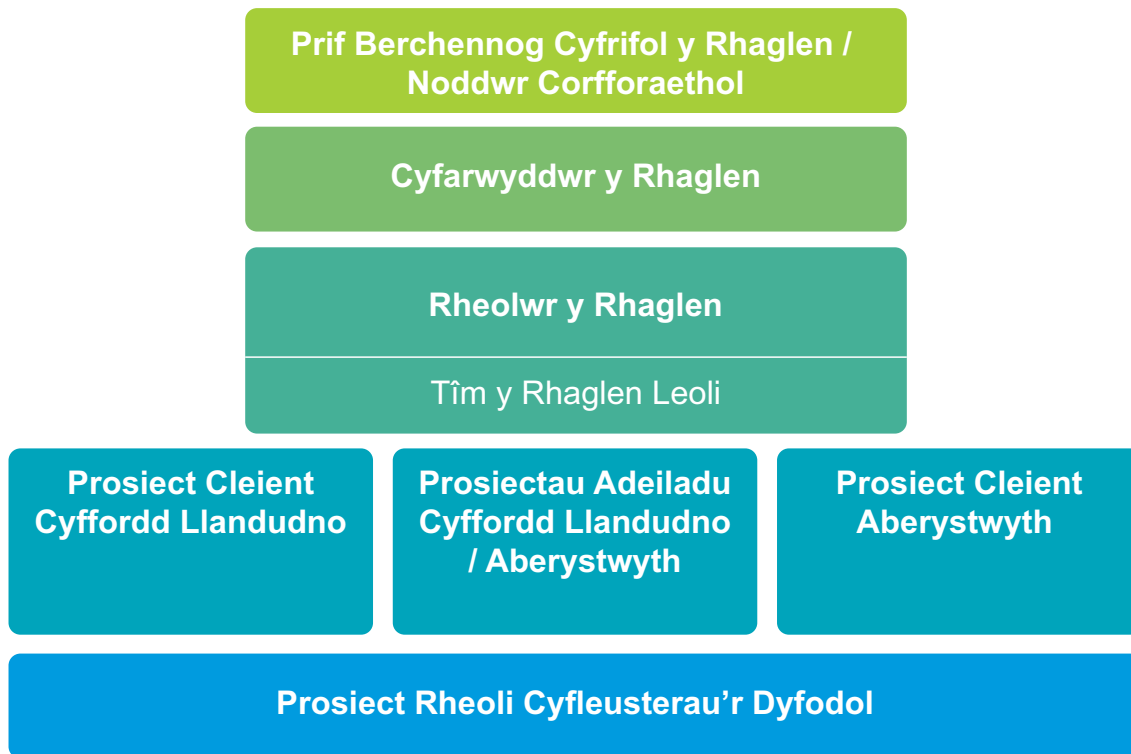 Prif Berchennog Cyfrifol y Rhaglen /
Noddwr Corfforaethol
Cyfarwyddwr y Rhaglen
Rheolwr y Rhaglen
Tîm y Rhaglen Leoli
Prosiect Cleient
Cyffordd Llandudno
Prosiectau Adeiladu
Cyffordd Llandudno
/ Aberystwyth
Prosiect Cleient
Aberystwyth
Prosiect Rheoli Cyfleusterau'r Dyfodol